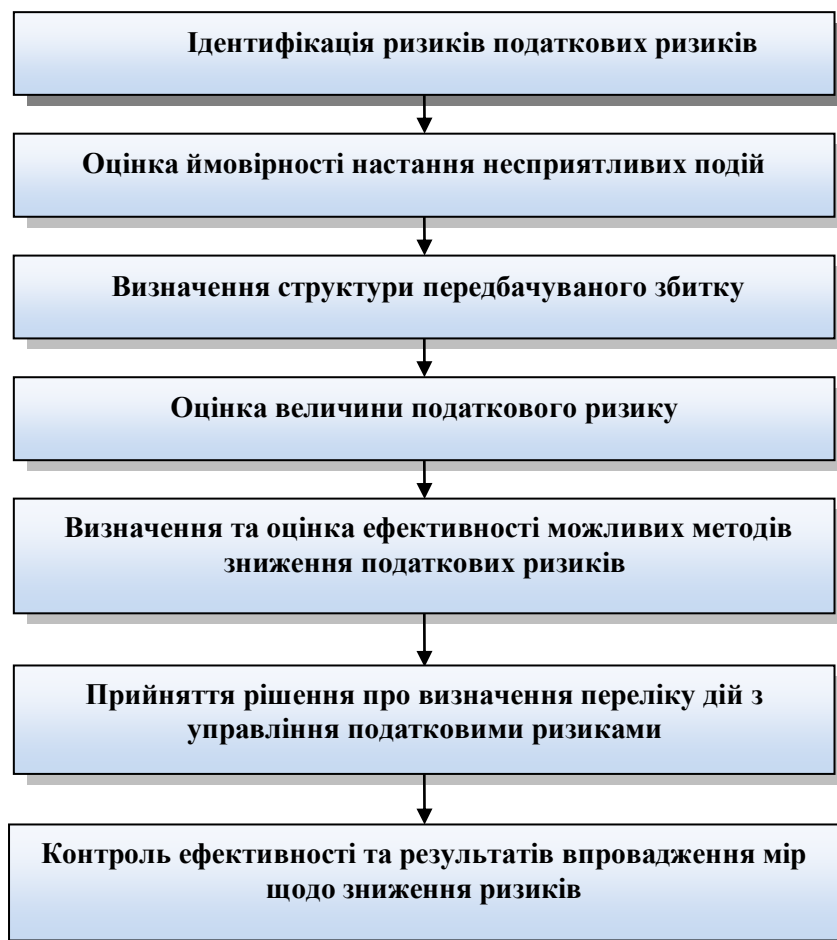 Ідентифікація ризиків податкових ризиків
Оцінка ймовірності настання несприятливих подій
Визначення структури передбачуваного збитку
Оцінка величини податкового ризику
Визначення та оцінка ефективності можливих методів
зниження податкових ризиків
Прийняття рішення про визначення переліку дій з
управління податковими ризиками
Контроль ефективності та результатів впровадження мір
щодо зниження ризиків